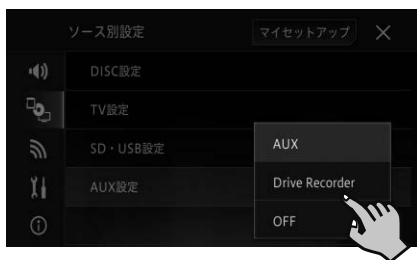 ソース別設定
マイセットアップ
DISC設定
TV設定
SD・USB設定
AUX設定
AUX
Drive Recorder
OFF